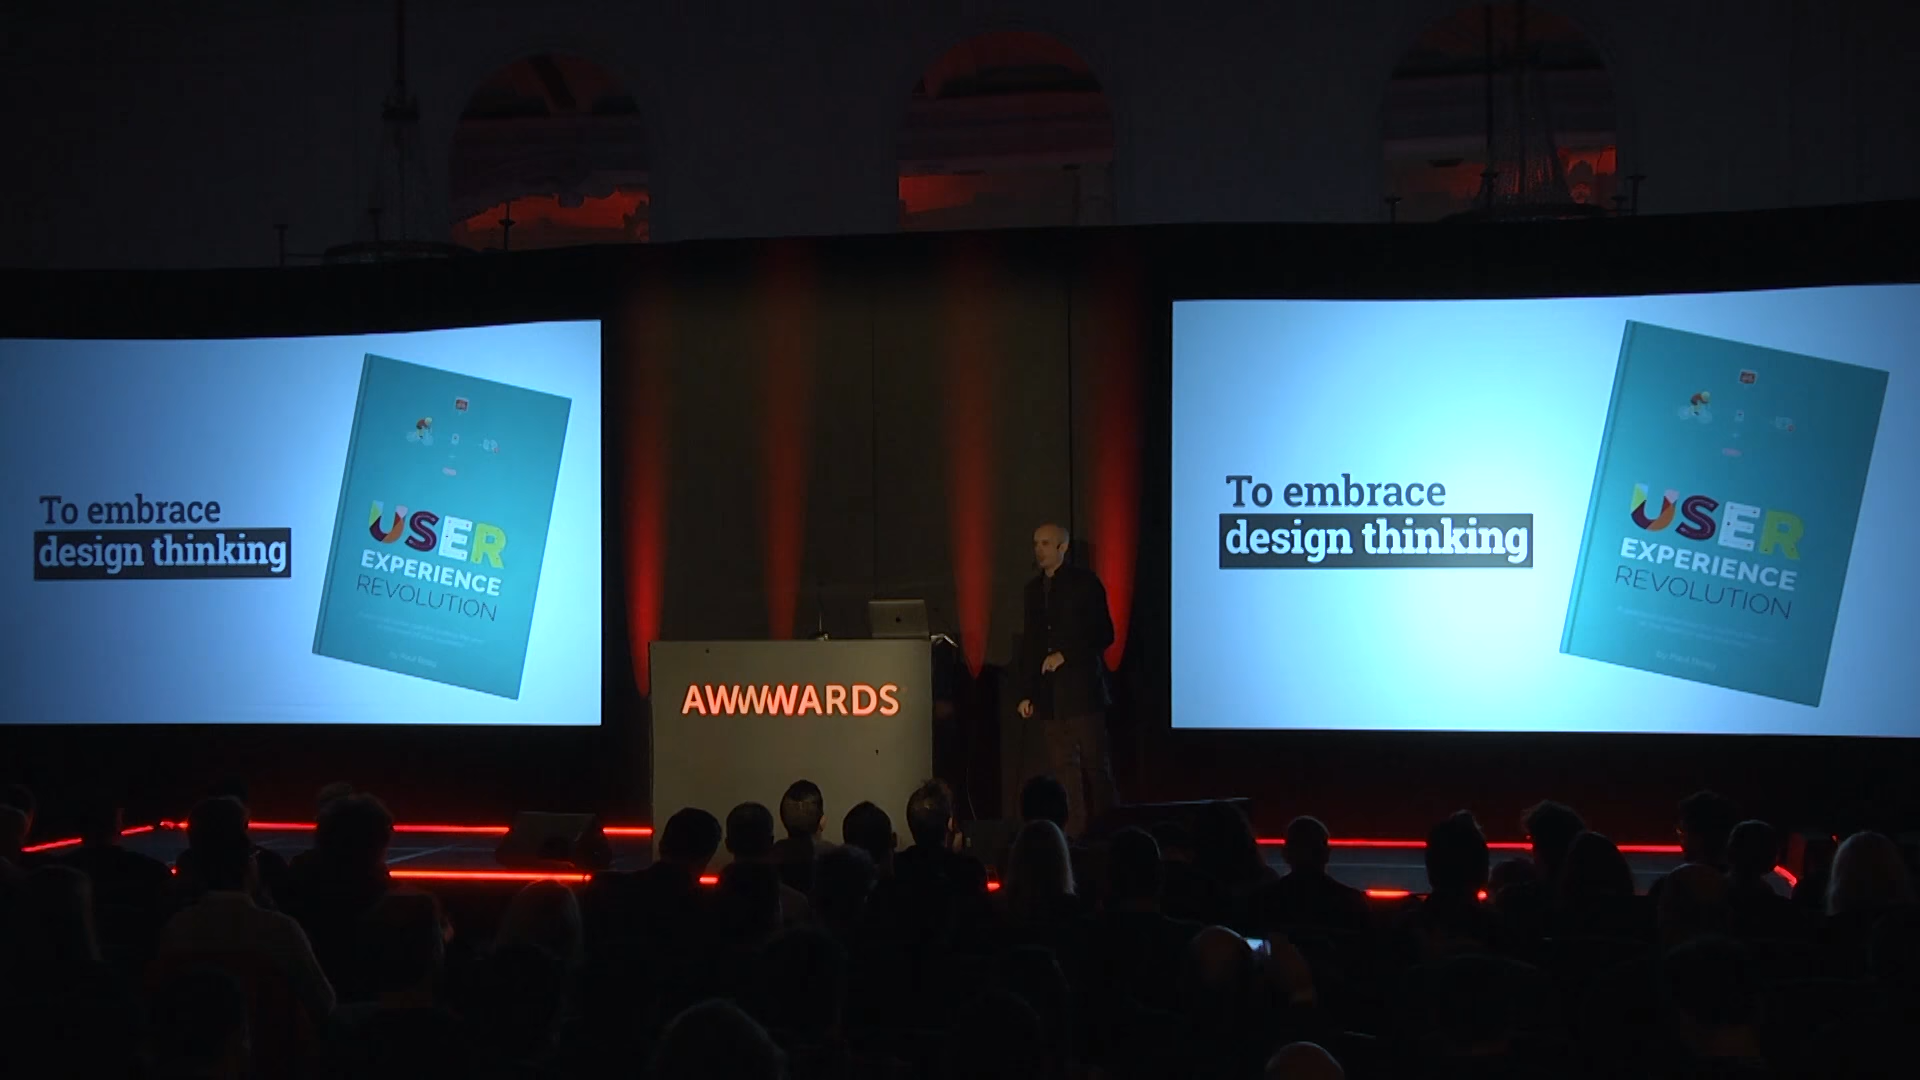 To embrace
design thinking
USER
EXPERIENCE
REVOLUTION
AWWWARDS
To embrace
design thinking
USER
EXPERIENCE
REVOLUTION